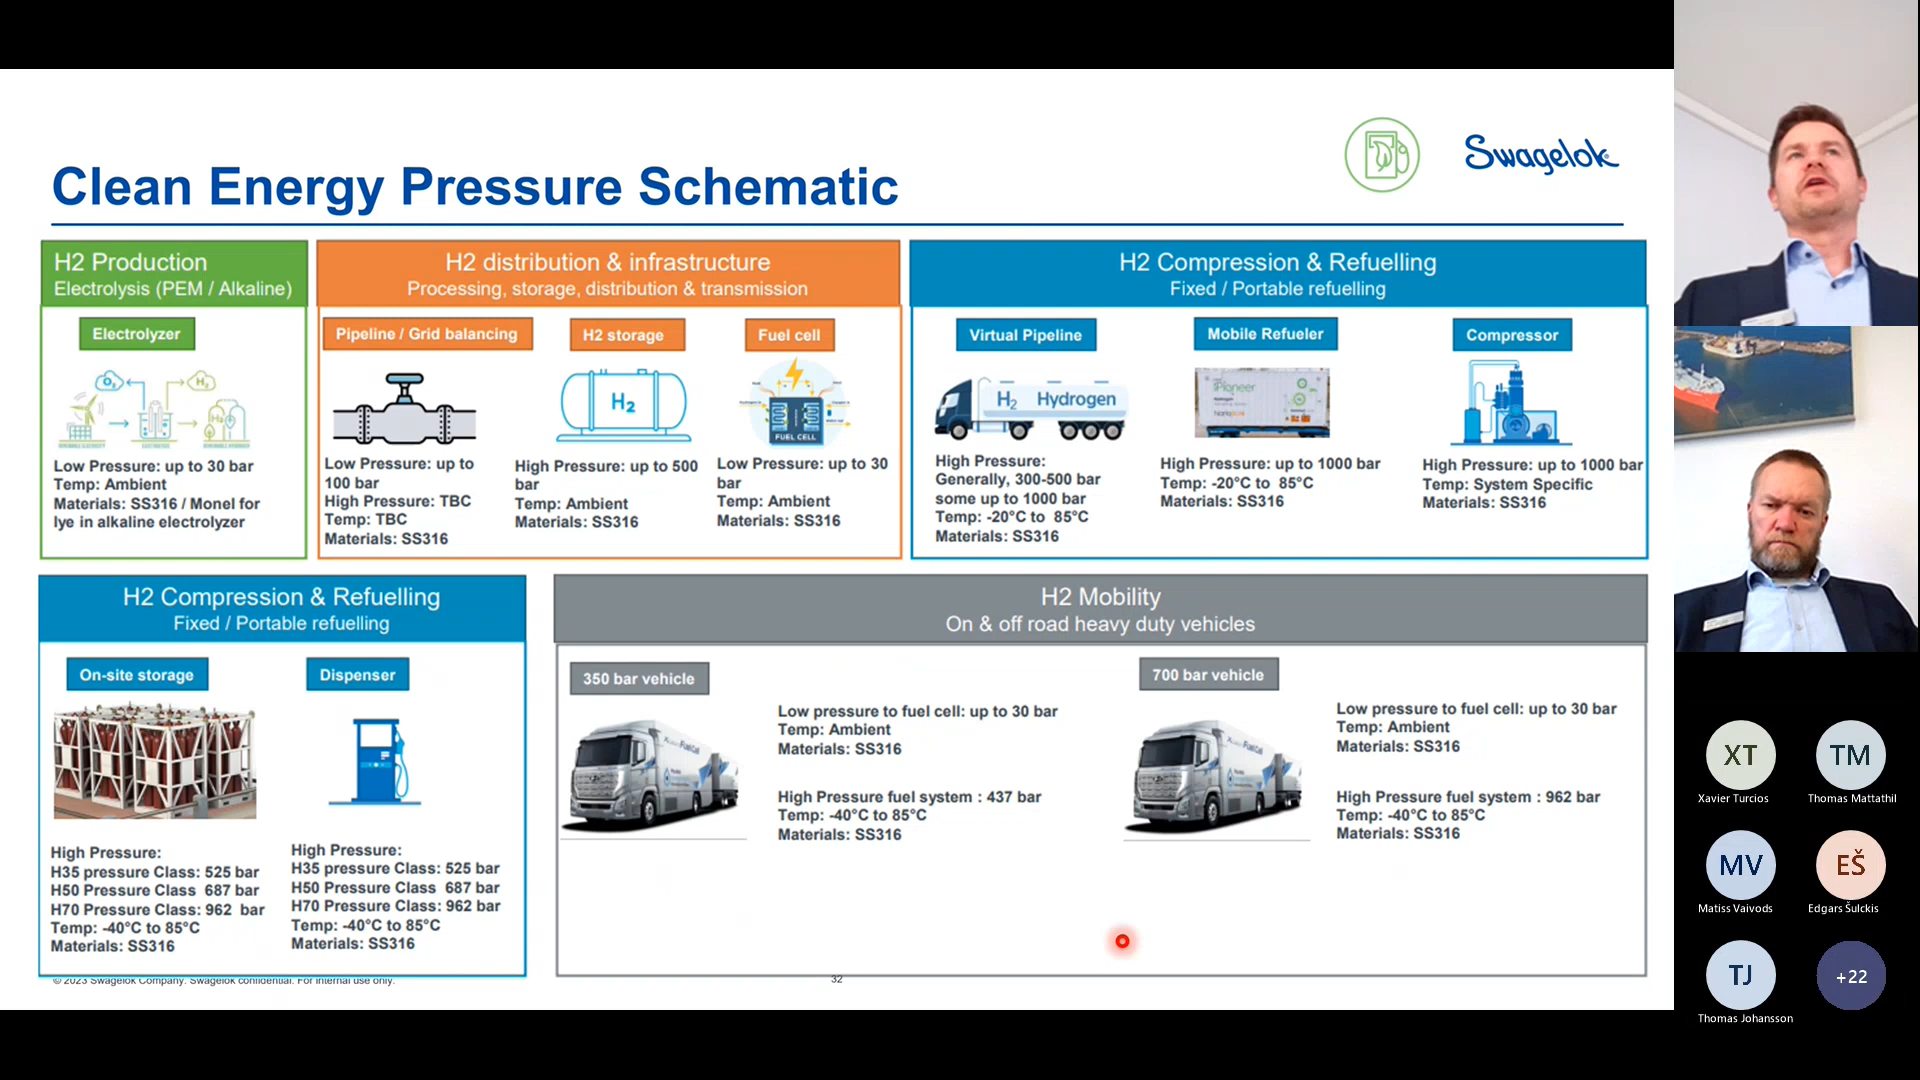 Swagelok
Clean Energy Pressure Schematic
H2 Production
Electrolysis (PEM / Alkaline)
Electrolyzer
O2
H2
Low Pressure: up to 30 bar
Temp: Ambient
Materials: SS316 / Monel for
lye in alkaline electrolyzer
H2 distribution & infrastructure
Processing, storage, distribution & transmission
Pipeline / Grid balancing
Low Pressure: up to
100 bar
High Pressure: TBC
Temp: TBC
Materials: SS316
H2 storage
H2
High Pressure: up to 500
bar
Temp: Ambient
Materials: SS316
Fuel cell
FUEL CELL
Low Pressure: up to 30
bar
Temp: Ambient
Materials: SS316
H2 Compression & Refuelling
Fixed / Portable refuelling
Virtual Pipeline
H2 Hydrogen
High Pressure:
Generally, 300-500 bar
some up to 1000 bar
Temp: -20°C to 85°C
Materials: SS316
Mobile Refueler
Pioneer
High Pressure: up to 1000 bar
Temp: -20°C to 85°C
Materials: SS316
Compressor
High Pressure: up to 1000 bar
Temp: System Specific
Materials: SS316
H2 Compression & Refuelling
Fixed / Portable refuelling
On-site storage
High Pressure:
H35 pressure Class: 525 bar
H50 Pressure Class 687 bar
H70 Pressure Class: 962 bar
Temp: -40°C to 85°C
Materials: SS316
Dispenser
High Pressure:
H35 pressure Class: 525 bar
H50 Pressure Class 687 bar
H70 Pressure Class: 962 bar
Temp: -40°C to 85°C
Materials: SS316
H2 Mobility
On & off road heavy duty vehicles
350 bar vehicle
Low pressure to fuel cell: up to 30 bar
Temp: Ambient
Materials: SS316
High Pressure fuel system : 437 bar
Temp: -40°C to 85°C
Materials: SS316
700 bar vehicle
Low pressure to fuel cell: up to 30 bar
Temp: Ambient
Materials: SS316
High Pressure fuel system : 962 bar
Temp: -40°C to 85°C
Materials: SS316
© 2023 Swagelok Company. Swagelok confidential. For internal use only.
32
XT
Xavier Turcios
TM
Thomas Mattathil
MV
Matiss Vaivods
EŠ
Edgars Šulckis
TJ
Thomas Johansson
+22